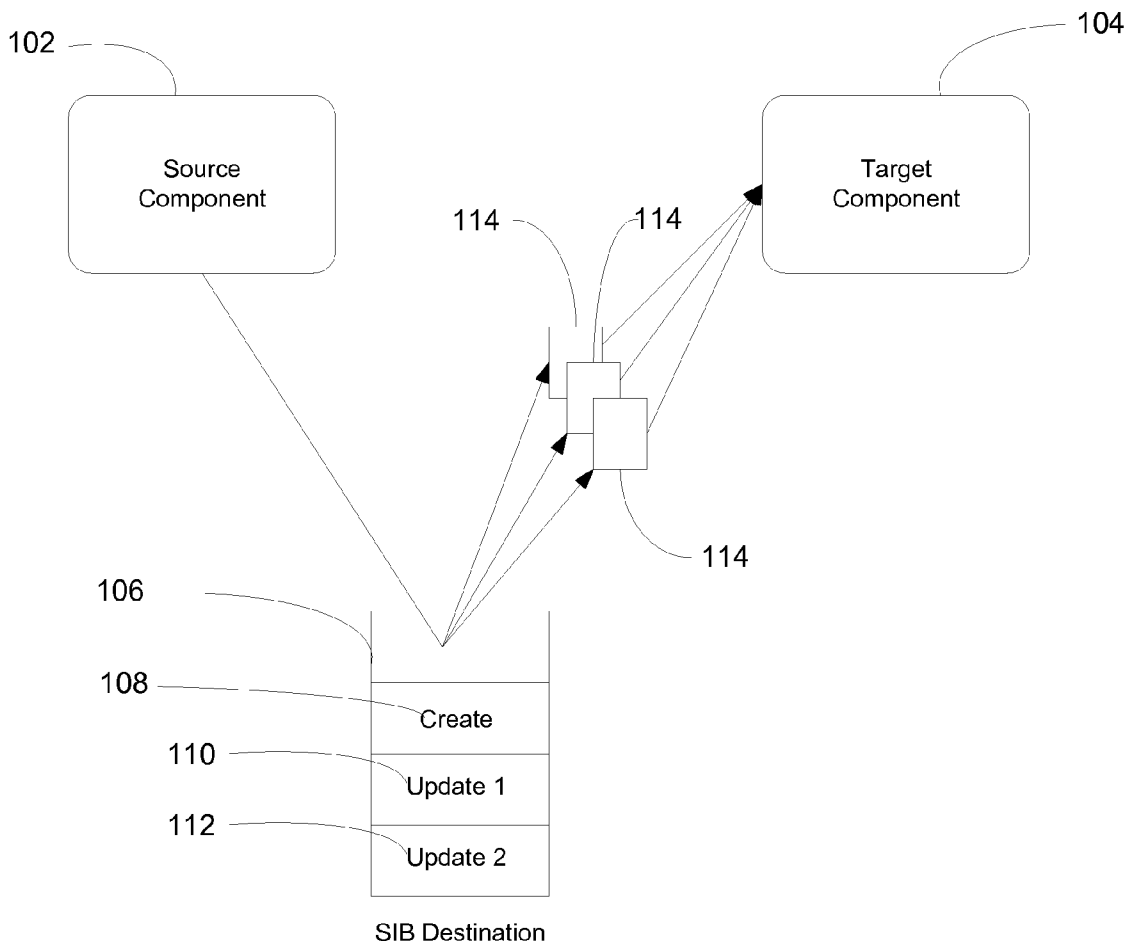 102
104
Source
Component
Target
Component
114
114
114
106
108
Create
110
Update 1
112
Update 2
SIB Destination